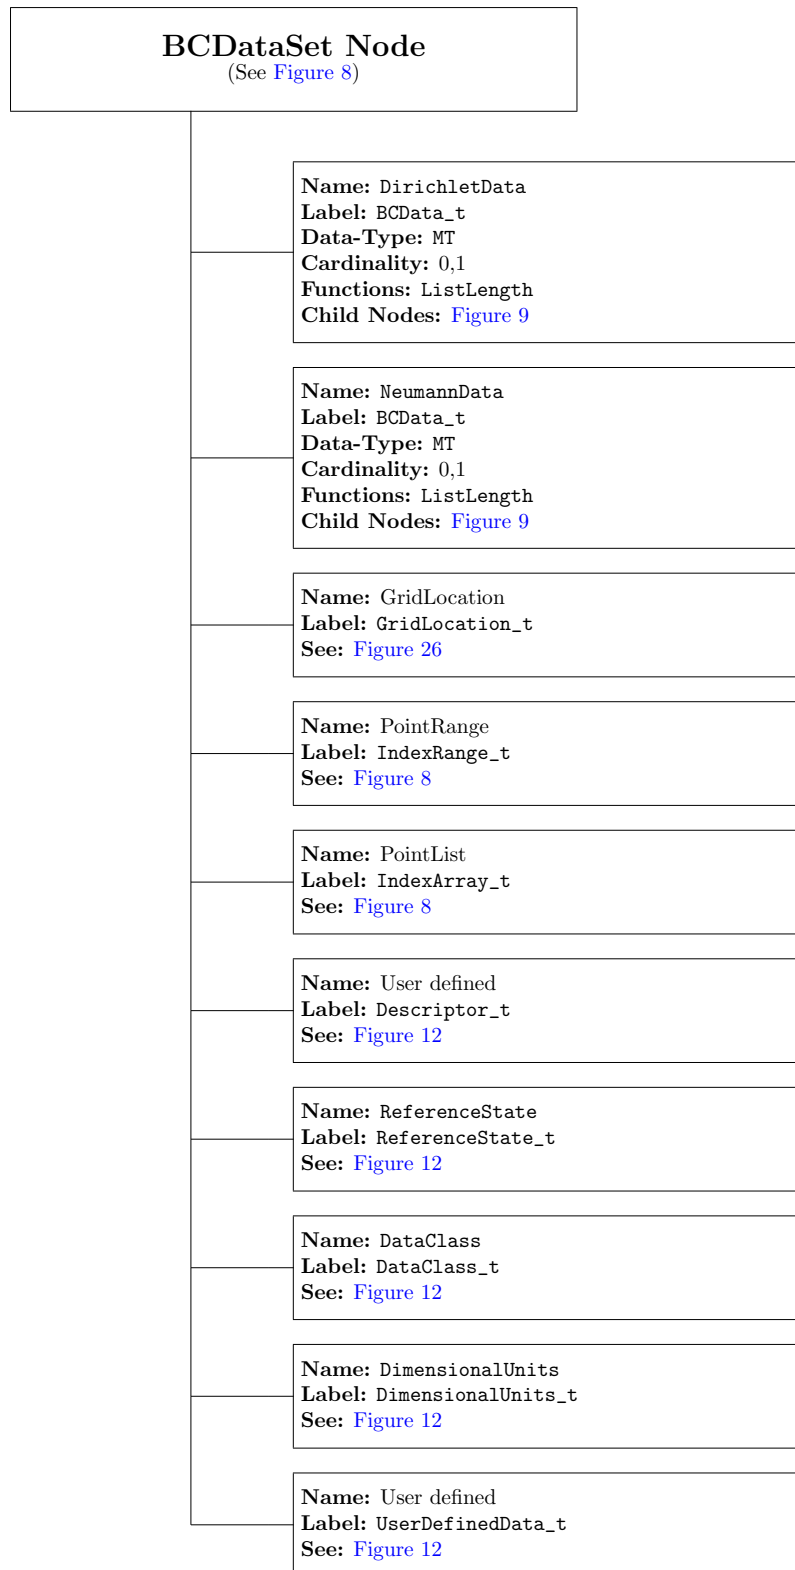 BCDataSet Node
(See Figure 8)
Name: DirichletData
Label: BCData_t
Data-Type: MT
Cardinality: 0,1
Functions: ListLength
Child Nodes: Figure 9
Name: NeumannData
Label: BCData_t
Data-Type: MT
Cardinality: 0,1
Functions: ListLength
Child Nodes: Figure 9
Name: GridLocation
Label: GridLocation_t
See: Figure 26
Name: PointRange
Label: IndexRange_t
See: Figure 8
Name: PointList
Label: IndexArray_t
See: Figure 8
Name: User defined
Label: Descriptor_t
See: Figure 12
Name: ReferenceState
Label: ReferenceState_t
See: Figure 12
Name: DataClass
Label: DataClass_t
See: Figure 12
Name: DimensionalUnits
Label: DimensionalUnits_t
See: Figure 12
Name: User defined
Label: UserDefinedData_t
See: Figure 12